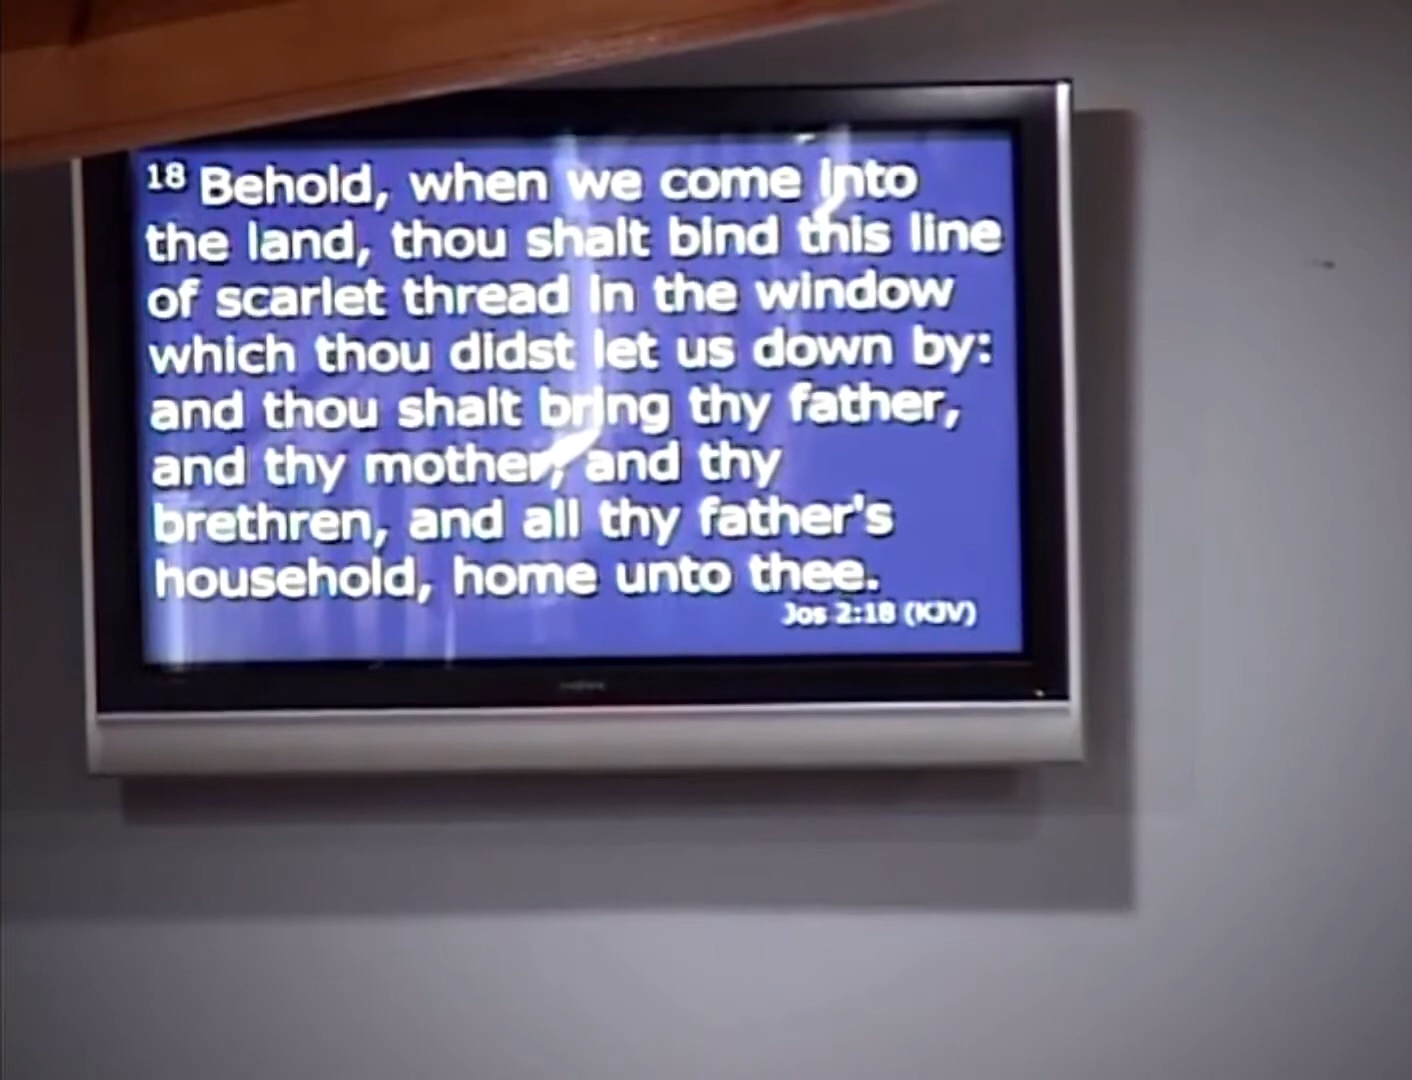 18 Behold, when we come into
the land, thou shalt bind this line
of scarlet thread in the window
which thou didst let us down by:
and thou shalt bring thy father,
and thy mother, and thy
brethren, and all thy father's
household, home unto thee.
Jos 2:18 (KJV)